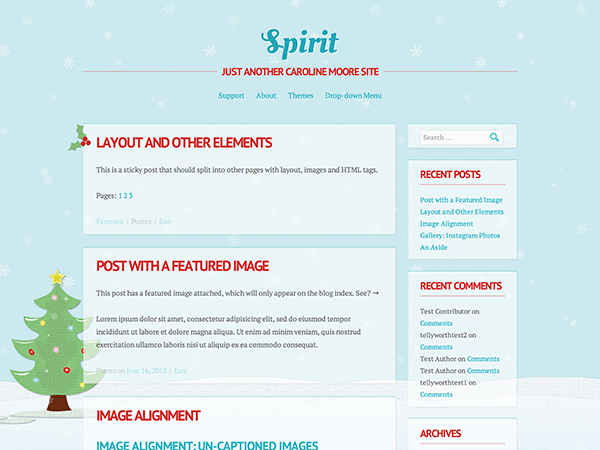 Spirit
JUST ANOTHER CAROLINE MOORE SITE
Support About Themes Drop-down Menu
LAYOUT AND OTHER ELEMENTS
This is a sticky post that should split into other pages with layout, images and HTML tags.
Pages: 1 2 3
Featured | Posted | Edit
POST WITH A FEATURED IMAGE
This post has a featured image attached, which will only appear on the blog index. See? →
Lorem ipsum dolor sit amet, consectetur adipisicing elit, sed do eiusmod tempor
incididunt ut labore et dolore magna aliqua. Ut enim ad minim veniam, quis nostrud
exercitation ullamco laboris nisi ut aliquip ex ea commodo consequat.
Posted on June 16, 2012 | Edit
IMAGE ALIGNMENT
IMAGE ALIGNMENT: UN-CAPTIONED IMAGES
Search ...
RECENT POSTS
Post with a Featured Image
Layout and Other Elements
Image Alignment
Gallery: Instagram Photos
An Aside
RECENT COMMENTS
Test Contributor on
Comments
tellyworthtest2 on
Comments
Test Author on Comments
Test Author on Comments
tellyworthtest1 on
Comments
ARCHIVES